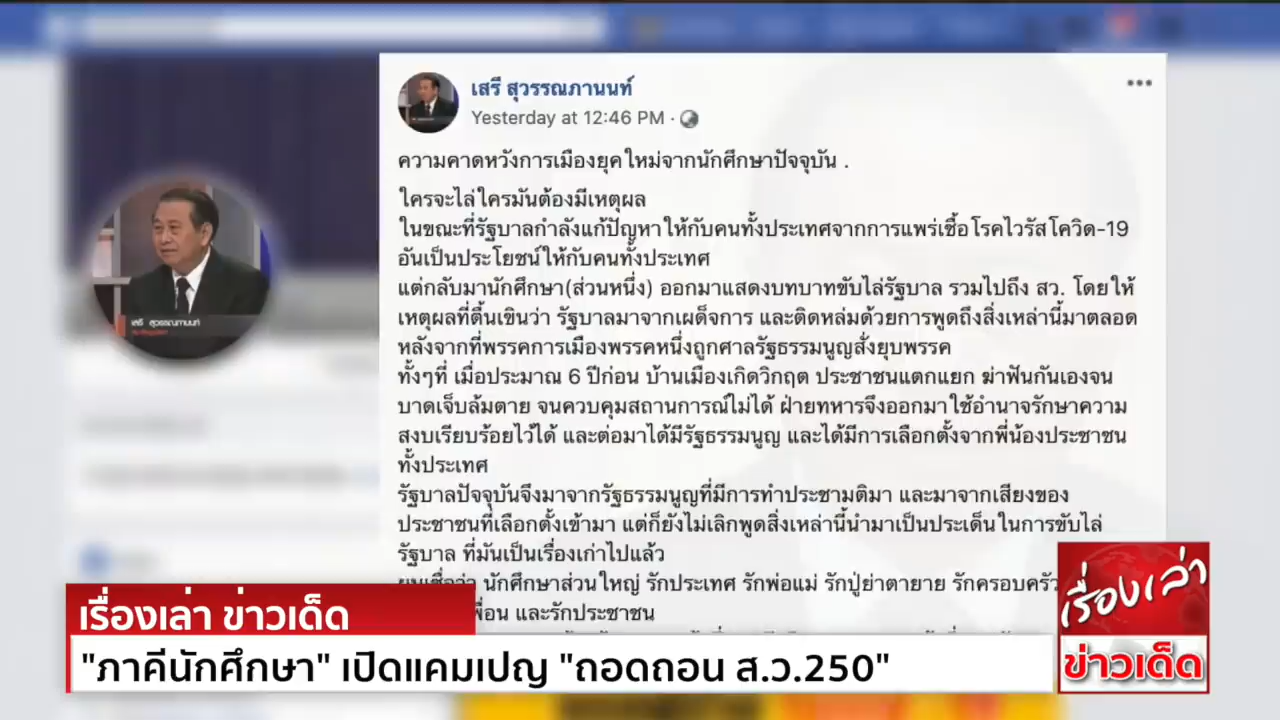 เสรี สุวรรณภานนท์
Yesterday at 12:46 PM ·
ความคาดหวังการเมืองยุคใหม่จากนักศึกษาปัจจุบัน .
ใครจะไล่ใครมันต้องมีเหตุผล
ในขณะที่รัฐบาลกำลังแก้ปัญหาให้กับคนทั้งประเทศจากการแพร่เชื้อโรคไวรัสโควิด-19
อันเป็นประโยชน์ให้กับคนทั้งประเทศ
แต่กลับมานักศึกษา(ส่วนหนึ่ง) ออกมาแสดงบทบาทขับไล่รัฐบาล รวมไปถึง สว. โดยให้
เหตุผลที่ตื้นเขินว่า รัฐบาลมาจากเผด็จการ และติดหล่มด้วยการพูดถึงสิ่งเหล่านี้มาตลอด
หลังจากที่พรรคการเมืองพรรคหนึ่งถูกศาลรัฐธรรมนูญสั่งยุบพรรค
ทั้งๆที่ เมื่อประมาณ 6 ปีก่อน บ้านเมืองเกิดวิกฤต ประชาชนแตกแยก ฆ่าฟันกันเองจน
บาดเจ็บล้มตาย จนควบคุมสถานการณ์ไม่ได้ ฝ่ายทหารจึงออกมาใช้อำนาจรักษาความ
สงบเรียบร้อยไว้ได้ และต่อมาได้มีรัฐธรรมนูญ และได้มีการเลือกตั้งจากพี่น้องประชาชน
ทั้งประเทศ
รัฐบาลปัจจุบันจึงมาจากรัฐธรรมนูญที่มีการทำประชามติมา และมาจากเสียงของ
ประชาชนที่เลือกตั้งเข้ามา แต่ก็ยังไม่เลิกพูดสิ่งเหล่านี้นำมาเป็นประเด็นในการขับไล่
รัฐบาล ที่มันเป็นเรื่องเก่าไปแล้ว
ผมเชื่อว่า นักศึกษาส่วนใหญ่ รักประเทศ รักพ่อแม่ รักปู่ย่าตายาย รักครอบครัว
และรักประชาชน
เสรี สุวรรณภานนท์
เรื่องเล่า ข่าวเด็ด
"ภาคีนักศึกษา" เปิดแคมเปญ "ถอดถอน ส.ว.250"
เรื่องเล่า
ข่าวเด็ด